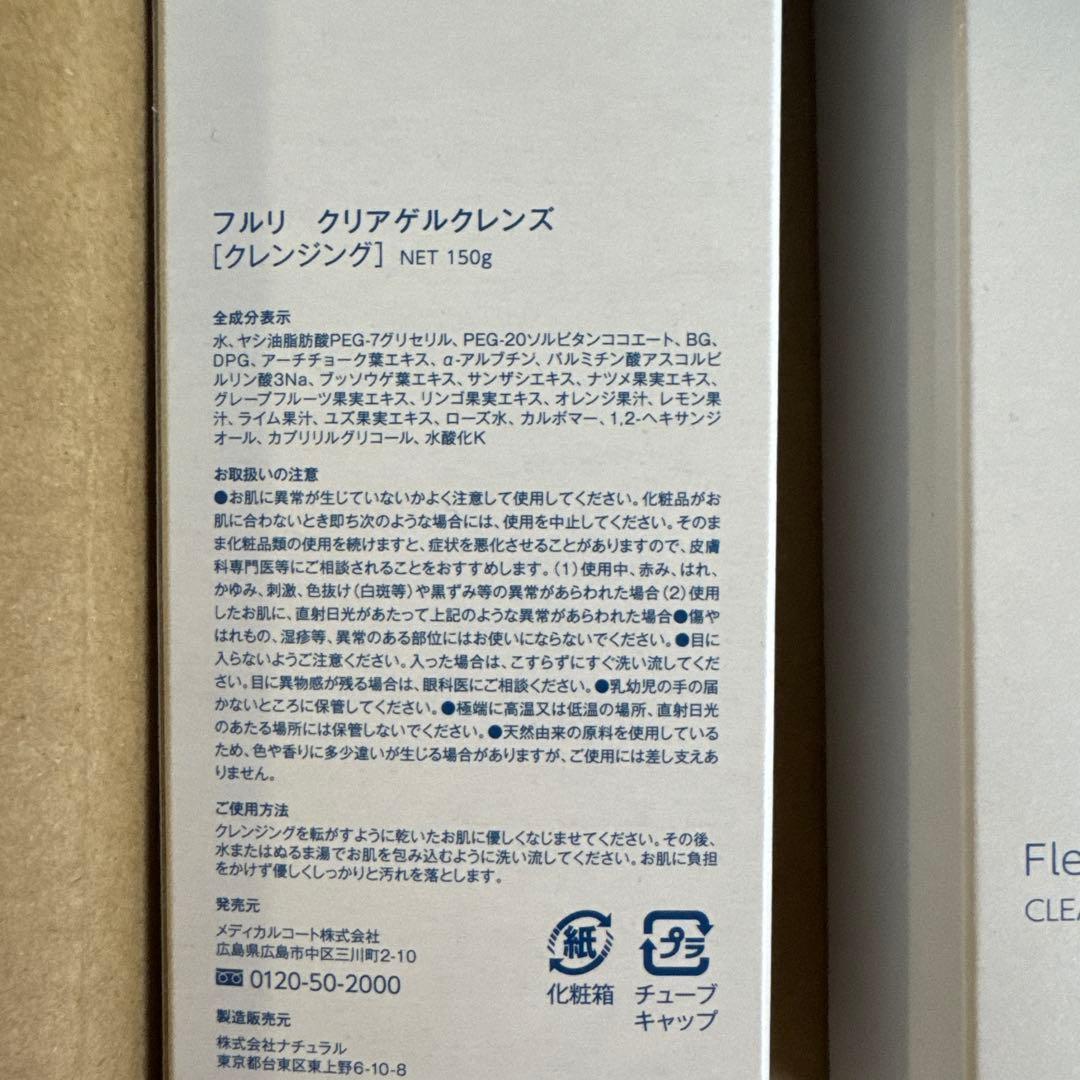 フルリ　クリアゲルクレンズ
[クレンジング] NET 150g
全成分表示
水、ヤシ油脂肪酸PEG-7グリセリル、PEG-20ソルビタンココエート、BG、
DPG、アーチチョーク葉エキス、α-アルブチン、パルミチン酸アスコルビ
ルリン酸3Na、ブッソウゲ葉エキス、サンザシエキス、ナツメ果実エキス、
グレープフルーツ果実エキス、リンゴ果実エキス、オレンジ果汁、レモン果
汁、ライム果汁、ユズ果実エキス、ローズ水、カルボマー、1,2-ヘキサンジ
オール、カプリリルグリコール、水酸化K
お取扱いの注意
●お肌に異常が生じていないかよく注意して使用してください。化粧品がお
肌に合わないとき即ち次のような場合には、使用を中止してください。そのま
ま化粧品類の使用を続けますと、症状を悪化させることがありますので、皮膚
科専門医等にご相談されることをおすすめします。(1)使用中、赤み、はれ、
かゆみ、刺激、色抜け(白斑等)や黒ずみ等の異常があらわれた場合(2)使用
したお肌に、直射日光があたって上記のような異常があらわれた場合●傷や
はれもの、湿疹等、異常のある部位にはお使いにならないでください。●目に
入らないようご注意ください。入った場合は、こすらずにすぐ洗い流してくだ
さい。目に異物感が残る場合は、眼科医にご相談ください。●乳幼児の手の届
かないところに保管してください。●極端に高温又は低温の場所、直射日光
のあたる場所には保管しないでください。●天然由来の原料を使用している
ため、色や香りに多少違いが生じる場合がありますが、ご使用には差し支えあ
りません。
ご使用方法
クレンジングを転がすように乾いたお肌に優しくなじませてください。その後、
水またはぬるま湯でお肌を包み込むように洗い流してください。お肌に負担
をかけず優しくしっかりと汚れを落とします。
発売元
メディカルコート株式会社
広島県広島市中区三川町2-10
0120-50-2000
製造販売元
株式会社ナチュラル
東京都台東区東上野6-10-8
紙
化粧箱
プラ
チューブ
キャップ
Fle
CLEA